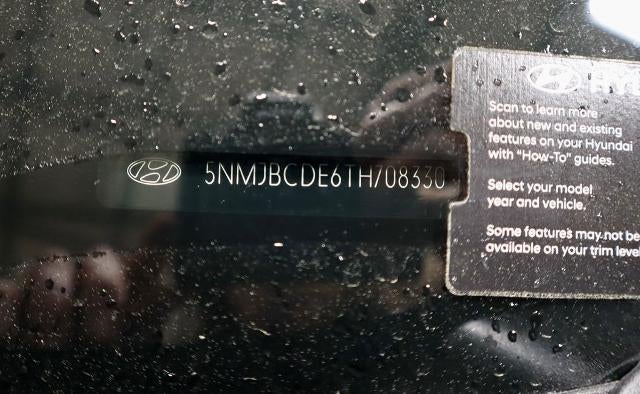 5NMJBCDE6TH708330
Scan to learn more
about new and existing
features on your Hyundai
with "How-To" guides.
Select your model
year and vehicle.
Some features may not be
available on your trim level